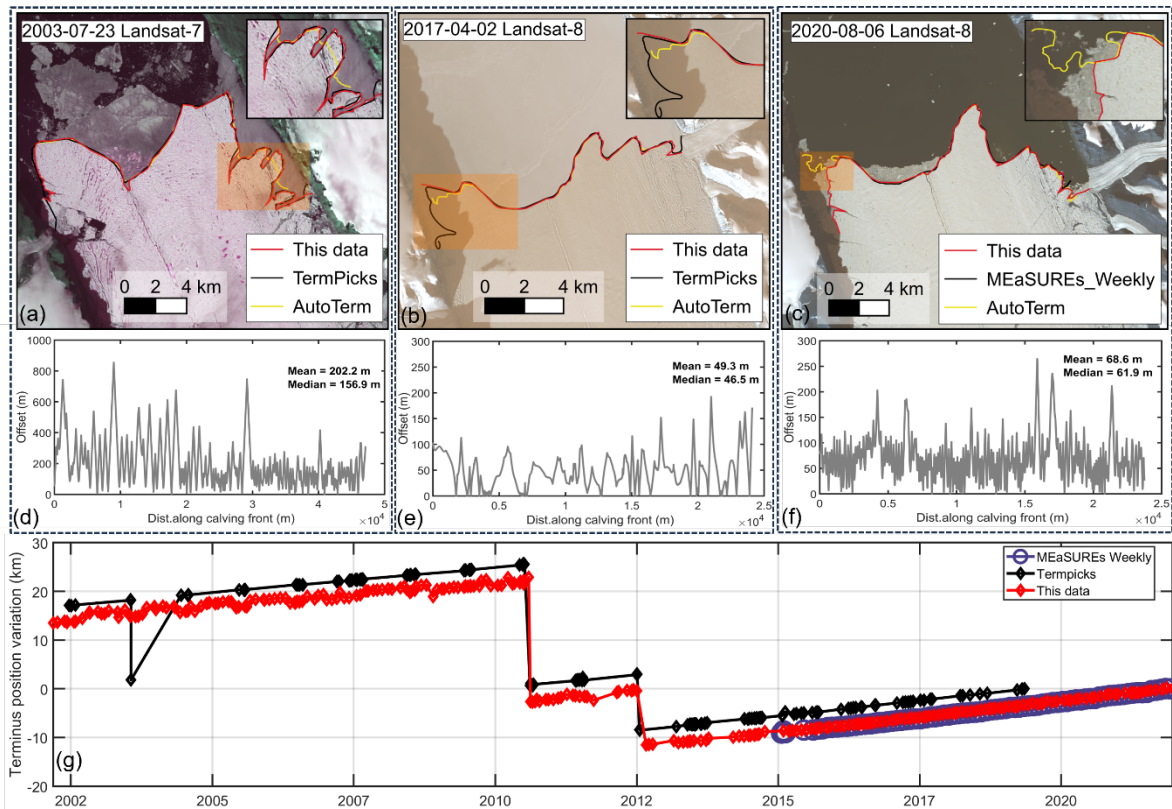 2003-07-23 Landsat-7
This data
TermPicks
AutoTerm
0 2 4 km
(a)
2017-04-02 Landsat-8
This data
TermPicks
AutoTerm
0 2 4 km
(b)
2020-08-06 Landsat-8
This data
MEaSUREs_Weekly
AutoTerm
0 2 4 km
(c)
1000
800
600
400
200
0
Offset (m)
Mean = 202.2 m
Median = 156.9 m
0 1 2 3 4 5
×10⁴
Dist.along calving front (m)
(d)
300
250
200
150
100
50
0
Offset (m)
Mean = 49.3 m
Median = 46.5 m
0 0.5 1 1.5 2 2.5
×10⁴
Dist.along calving front (m)
(e)
300
250
200
150
100
50
0
Offset (m)
Mean = 68.6 m
Median = 61.9 m
0 0.5 1 1.5 2 2.5
×10⁴
Dist.along calving front (m)
(f)
Terminus position variation (km)
30
20
10
0
-10
-20
MEaSUREs Weekly
Termpicks
This data
(g)
2002 2005 2007 2010 2012 2015 2017 2020